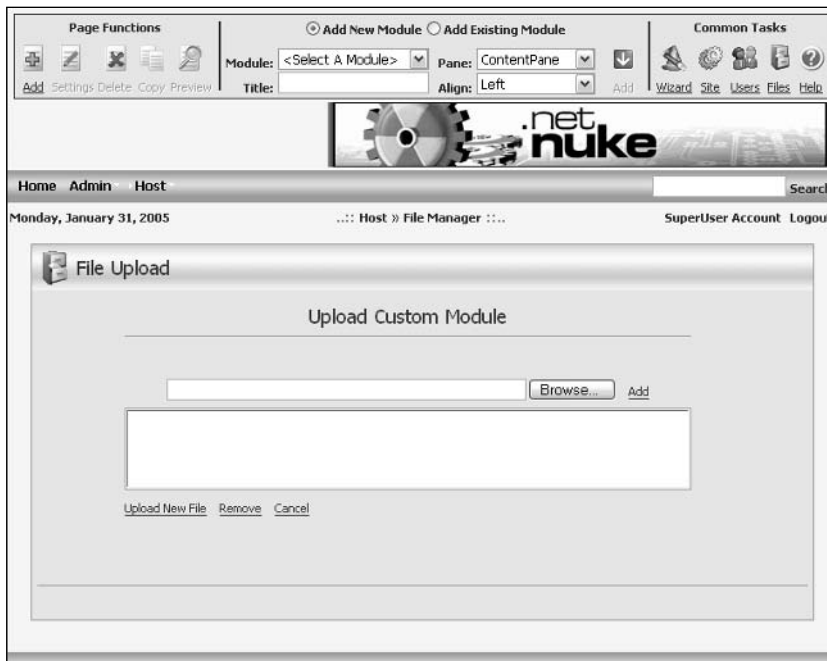 Page Functions
Add Settings Delete Copy Preview
Add New Module Add Existing Module
Module: <Select A Module> Pane: ContentPane
Title: Align: Left Add
Common Tasks
Wizard Site Users Files Help
.net
nuke
Home Admin Host Search
Monday, January 31, 2005 ..:: Host » File Manager ::.. SuperUser Account Logou
File Upload
Upload Custom Module
Browse... Add
Upload New File Remove Cancel